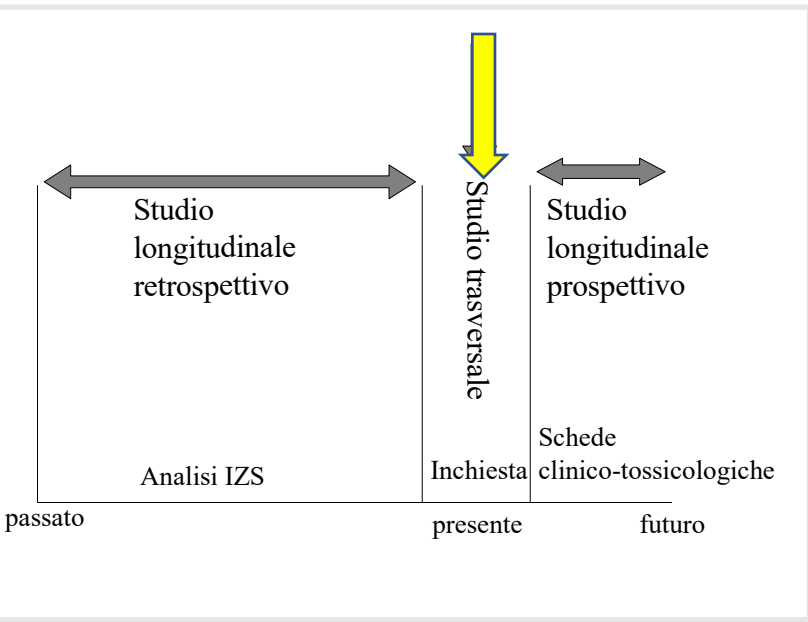 Studio
longitudinale
retrospettivo
Studio trasversale
Studio
longitudinale
prospettivo
Analisi IZS
Inchiesta
Schede
clinico-tossicologiche
passato
presente
futuro